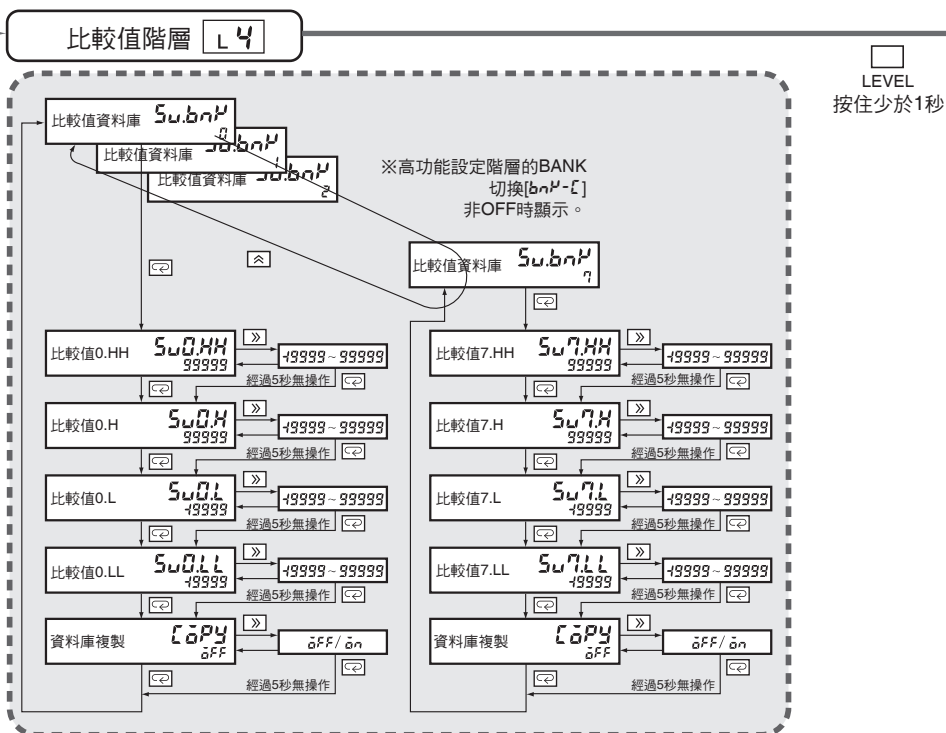 比較值階層 L4
LEVEL
按住少於1秒
比較值資料庫 Sv.bnK
0
比較值資料庫 Sv.bnK
1
比較值資料庫 Sv.bnK
2
※高功能設定階層的BANK
切換[bnK-C]
非OFF時顯示。
比較值資料庫 Sv.bnK
7
比較值0.HH Sv0.HH
99999
-19999~99999
經過5秒無操作
比較值0.H Sv0.H
99999
-19999~99999
經過5秒無操作
比較值0.L Sv0.L
-19999
-19999~99999
經過5秒無操作
比較值0.LL Sv0.LL
-19999
-19999~99999
經過5秒無操作
資料庫複製 CoPY
oFF
oFF/on
經過5秒無操作
比較值7.HH Sv7.HH
99999
-19999~99999
經過5秒無操作
比較值7.H Sv7.H
99999
-19999~99999
經過5秒無操作
比較值7.L Sv7.L
-19999
-19999~99999
經過5秒無操作
比較值7.LL Sv7.LL
-19999
-19999~99999
經過5秒無操作
資料庫複製 CoPY
oFF
oFF/on
經過5秒無操作